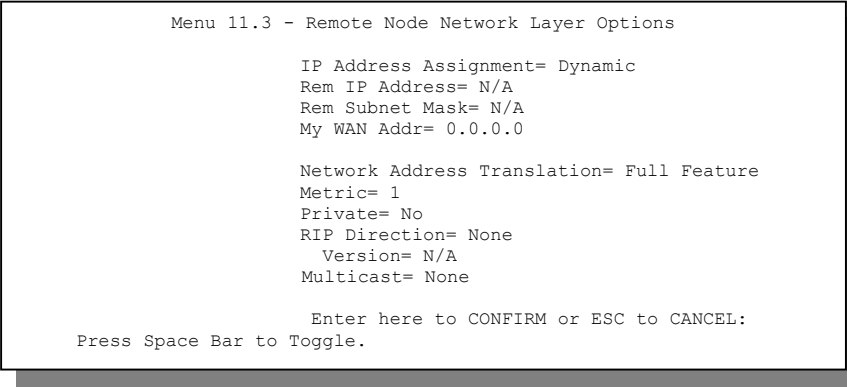 Menu 11.3 - Remote Node Network Layer Options
IP Address Assignment= Dynamic
Rem IP Address= N/A
Rem Subnet Mask= N/A
My WAN Addr= 0.0.0.0
Network Address Translation= Full Feature
Metric= 1
Private= No
RIP Direction= None
Version= N/A
Multicast= None
Enter here to CONFIRM or ESC to CANCEL:
Press Space Bar to Toggle.